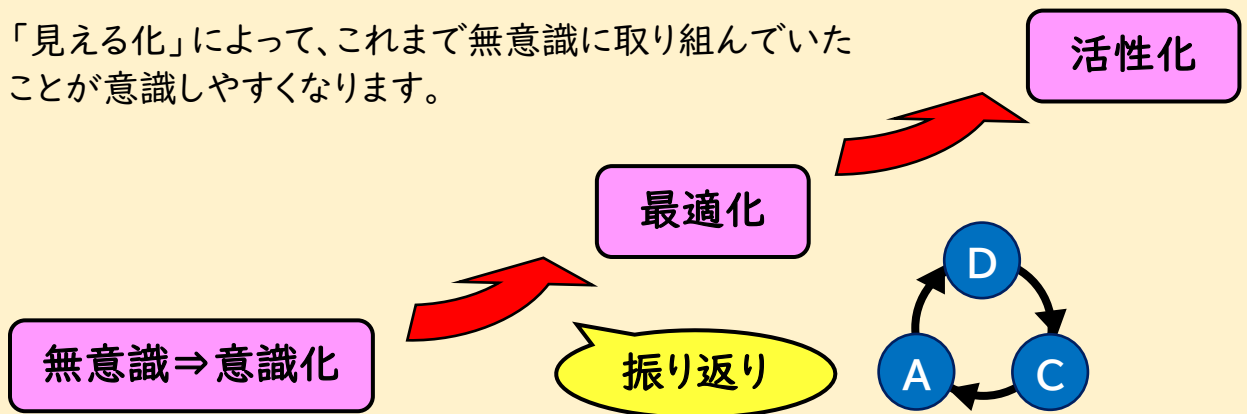 「見える化」によって、これまで無意識に取り組んでいた
ことが意識しやすくなります。
活性化
最適化
無意識⇒意識化
振り返り
D
A
C